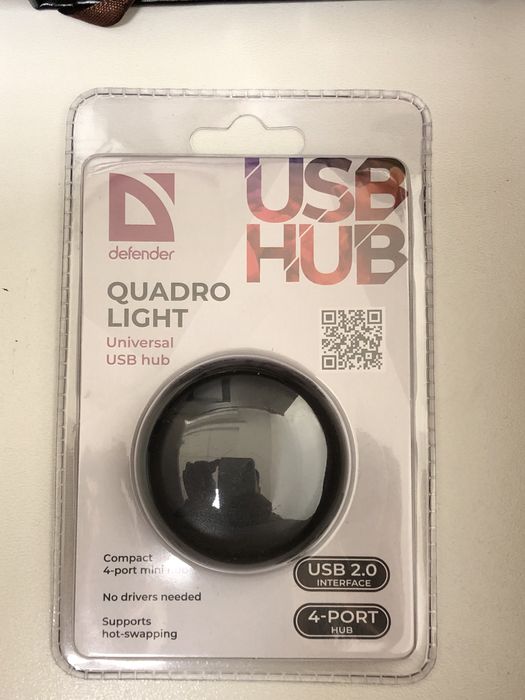 defender
USB
HUB
QUADRO
LIGHT
Universal
USB hub
Compact
4-port mini
No drivers needed
Supports
hot-swapping
USB 2.0
INTERFACE
4-PORT
HUB